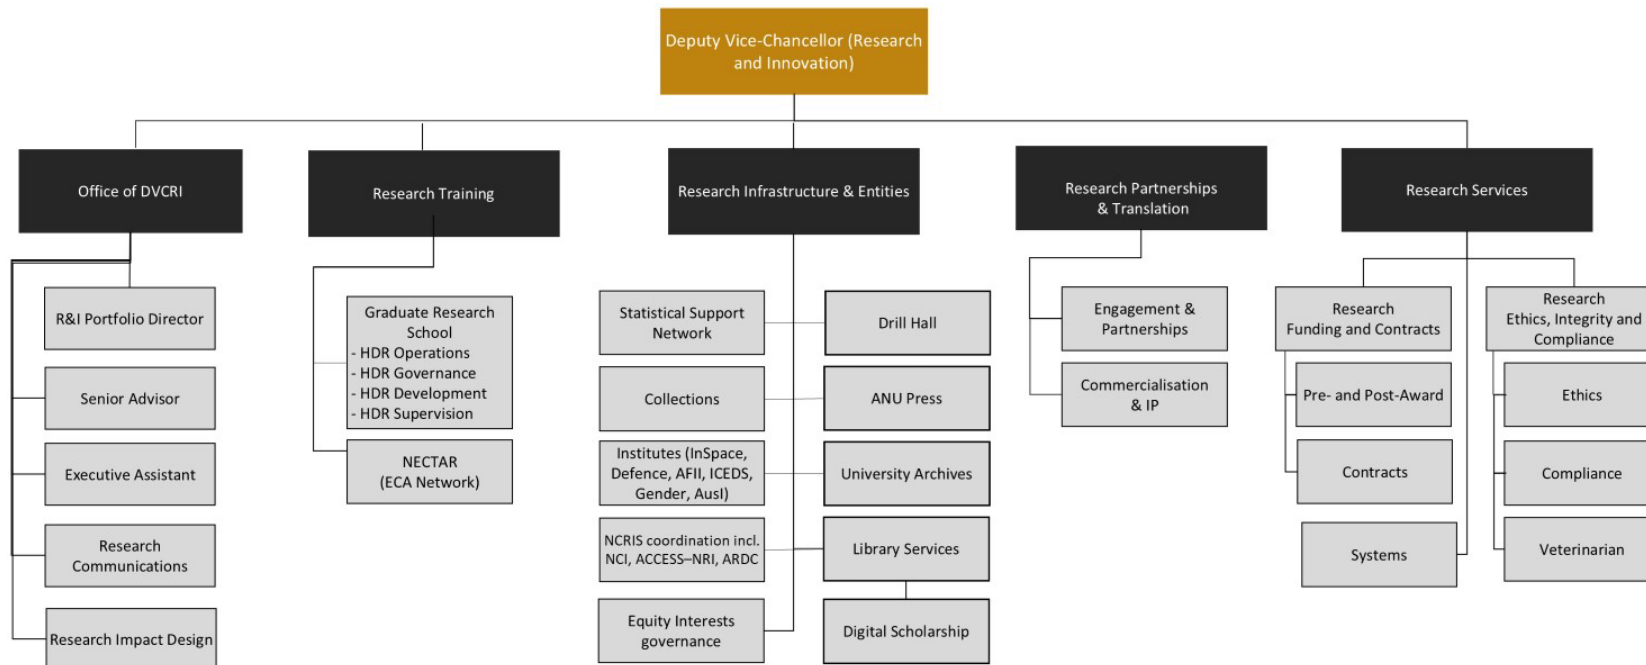 Deputy Vice-Chancellor (Research
and Innovation)
Office of DVCRI
Research Training
Research Infrastructure & Entities
Research Partnerships
& Translation
Research Services
R&I Portfolio Director
Senior Advisor
Executive Assistant
Research
Communications
Research Impact Design
Graduate Research
School
- HDR Operations
- HDR Governance
- HDR Development
- HDR Supervision
NECTAR
(ECA Network)
Statistical Support
Network
Collections
Institutes (InSpace,
Defence, AFII, ICEDS,
Gender, AusI)
NCRIS coordination incl.
NCI, ACCESS–NRI, ARDC
Equity Interests
governance
Drill Hall
ANU Press
University Archives
Library Services
Digital Scholarship
Engagement &
Partnerships
Commercialisation
& IP
Research
Funding and Contracts
Pre- and Post-Award
Contracts
Systems
Research
Ethics, Integrity and
Compliance
Ethics
Compliance
Veterinarian